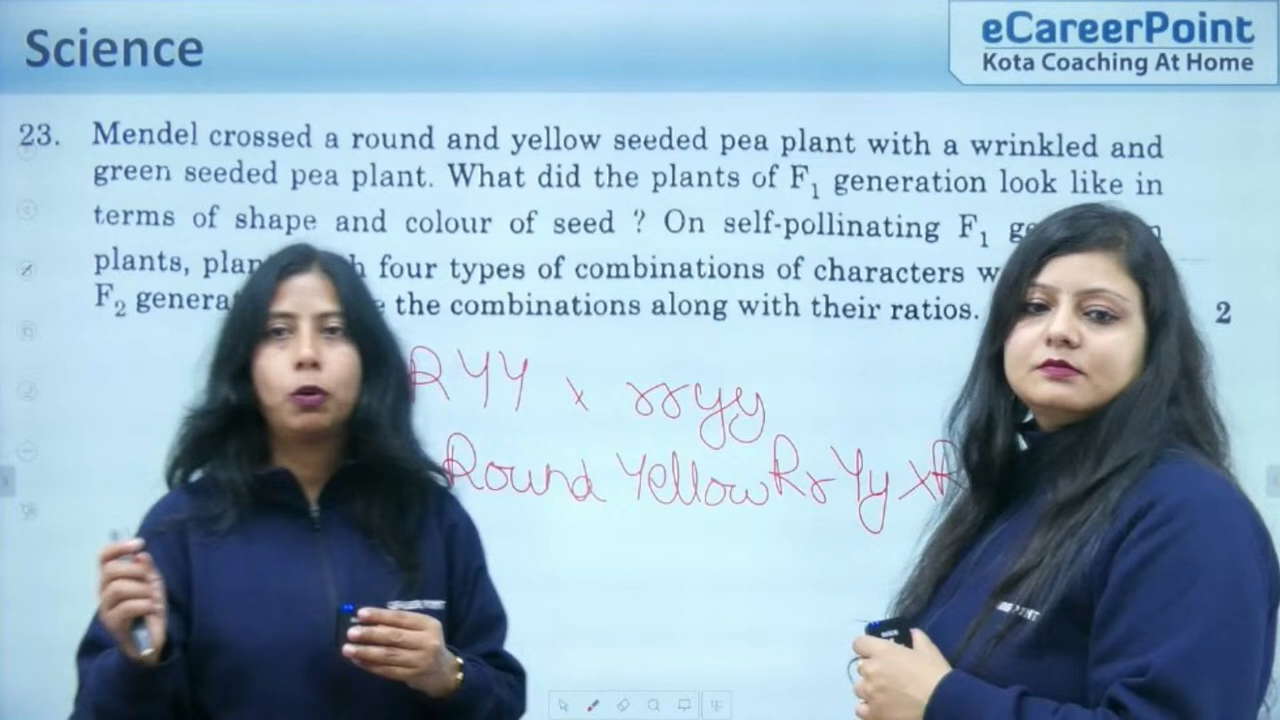 Science
eCareerPoint
Kota Coaching At Home
23. Mendel crossed a round and yellow seeded pea plant with a wrinkled and
green seeded pea plant. What did the plants of F₁ generation look like in
terms of shape and colour of seed ? On self-pollinating F₁
plants, four types of combinations of characters
F₂ the combinations along with their ratios. 2
RYY x rryy
Round Yellow RrYy x R